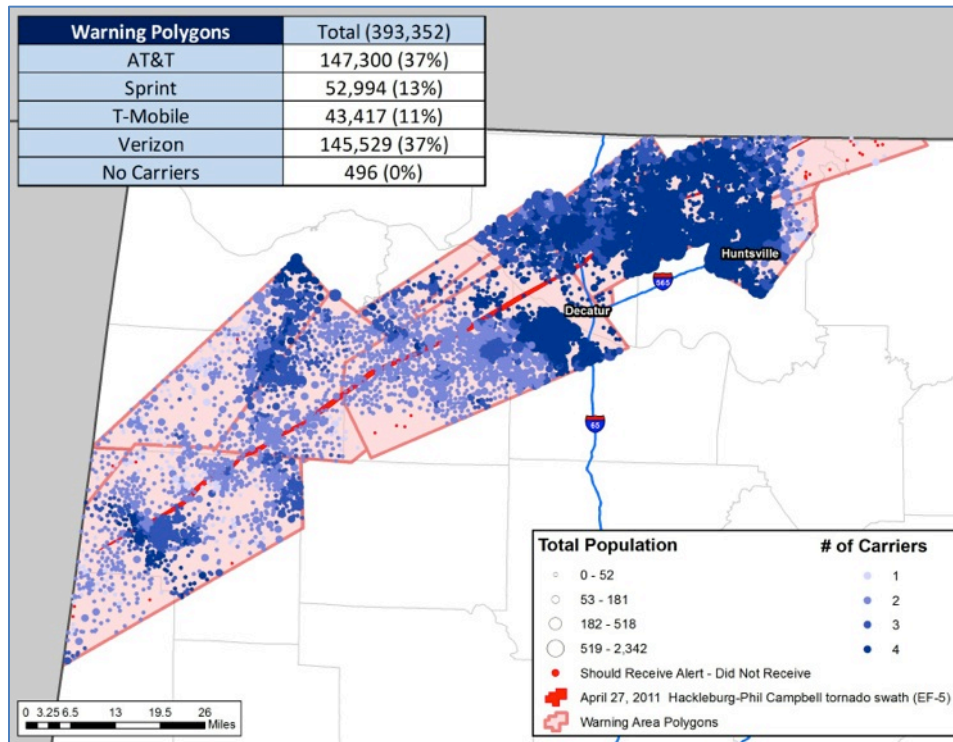 Warning Polygons Total (393,352)
AT&T 147,300 (37%)
Sprint 52,994 (13%)
T-Mobile 43,417 (11%)
Verizon 145,529 (37%)
No Carriers 496 (0%)
Huntsville
565
Decatur
65
Total Population # of Carriers
0 - 52 1
53 - 181 2
182 - 518 3
519 - 2,342 4
Should Receive Alert - Did Not Receive
April 27, 2011 Hackleburg-Phil Campbell tornado swath (EF-5)
Warning Area Polygons
0 3.25 6.5 13 19.5 26
Miles